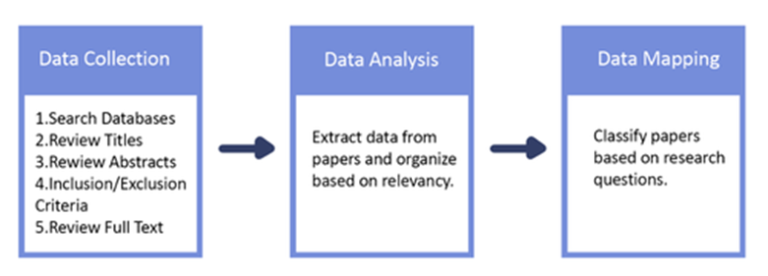 Data Collection
1.Search Databases
2.Review Titles
3.Rewiew Abstracts
4.Inclusion/Exclusion
Criteria
5.Review Full Text
Data Analysis
Extract data from
papers and organize
based on relevancy.
Data Mapping
Classify papers
based on research
questions.